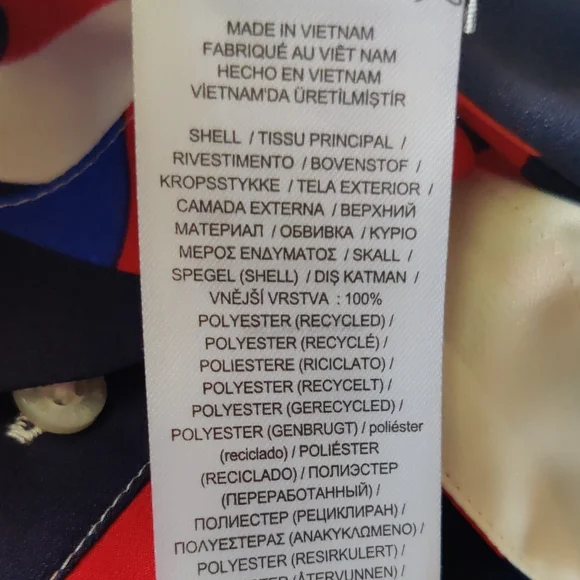 MADE IN VIETNAM
FABRIQUÉ AU VIÊT NAM
HECHO EN VIETNAM
VİETNAM'DA ÜRETİLMİŞTİR
SHELL / TISSU PRINCIPAL /
RIVESTIMENTO / BOVENSTOF /
KROPSSTYKKE / TELA EXTERIOR /
CAMADA EXTERNA / ВЕРХНИЙ
МАТЕРИАЛ / ОБВИВКА / ΚΥΡΙΟ
ΜΕΡΟΣ ΕΝΔΥΜΑΤΟΣ / SKALL /
SPEGEL (SHELL) / DIŞ KATMAN /
VNĚJŠÍ VRSTVA : 100%
POLYESTER (RECYCLED) /
POLYESTER (RECYCLÉ) /
POLIESTERE (RICICLATO) /
POLYESTER (RECYCELT) /
POLYESTER (GERECYCLED) /
POLYESTER (GENBRUGT) / poliéster
(reciclado) / POLIÉSTER
(RECICLADO) / ПОЛИЭСТЕР
(ПЕРЕРАБОТАННЫЙ) /
ПОЛИЕСТЕР (РЕЦИКЛИРАН) /
ΠΟΛΥΕΣΤΕΡΑΣ (ΑΝΑΚΥΚΛΩΜΕΝΟ) /
POLYESTER (RESIRKULERT) /
POLYESTER (ÅTERVUNNEN) /